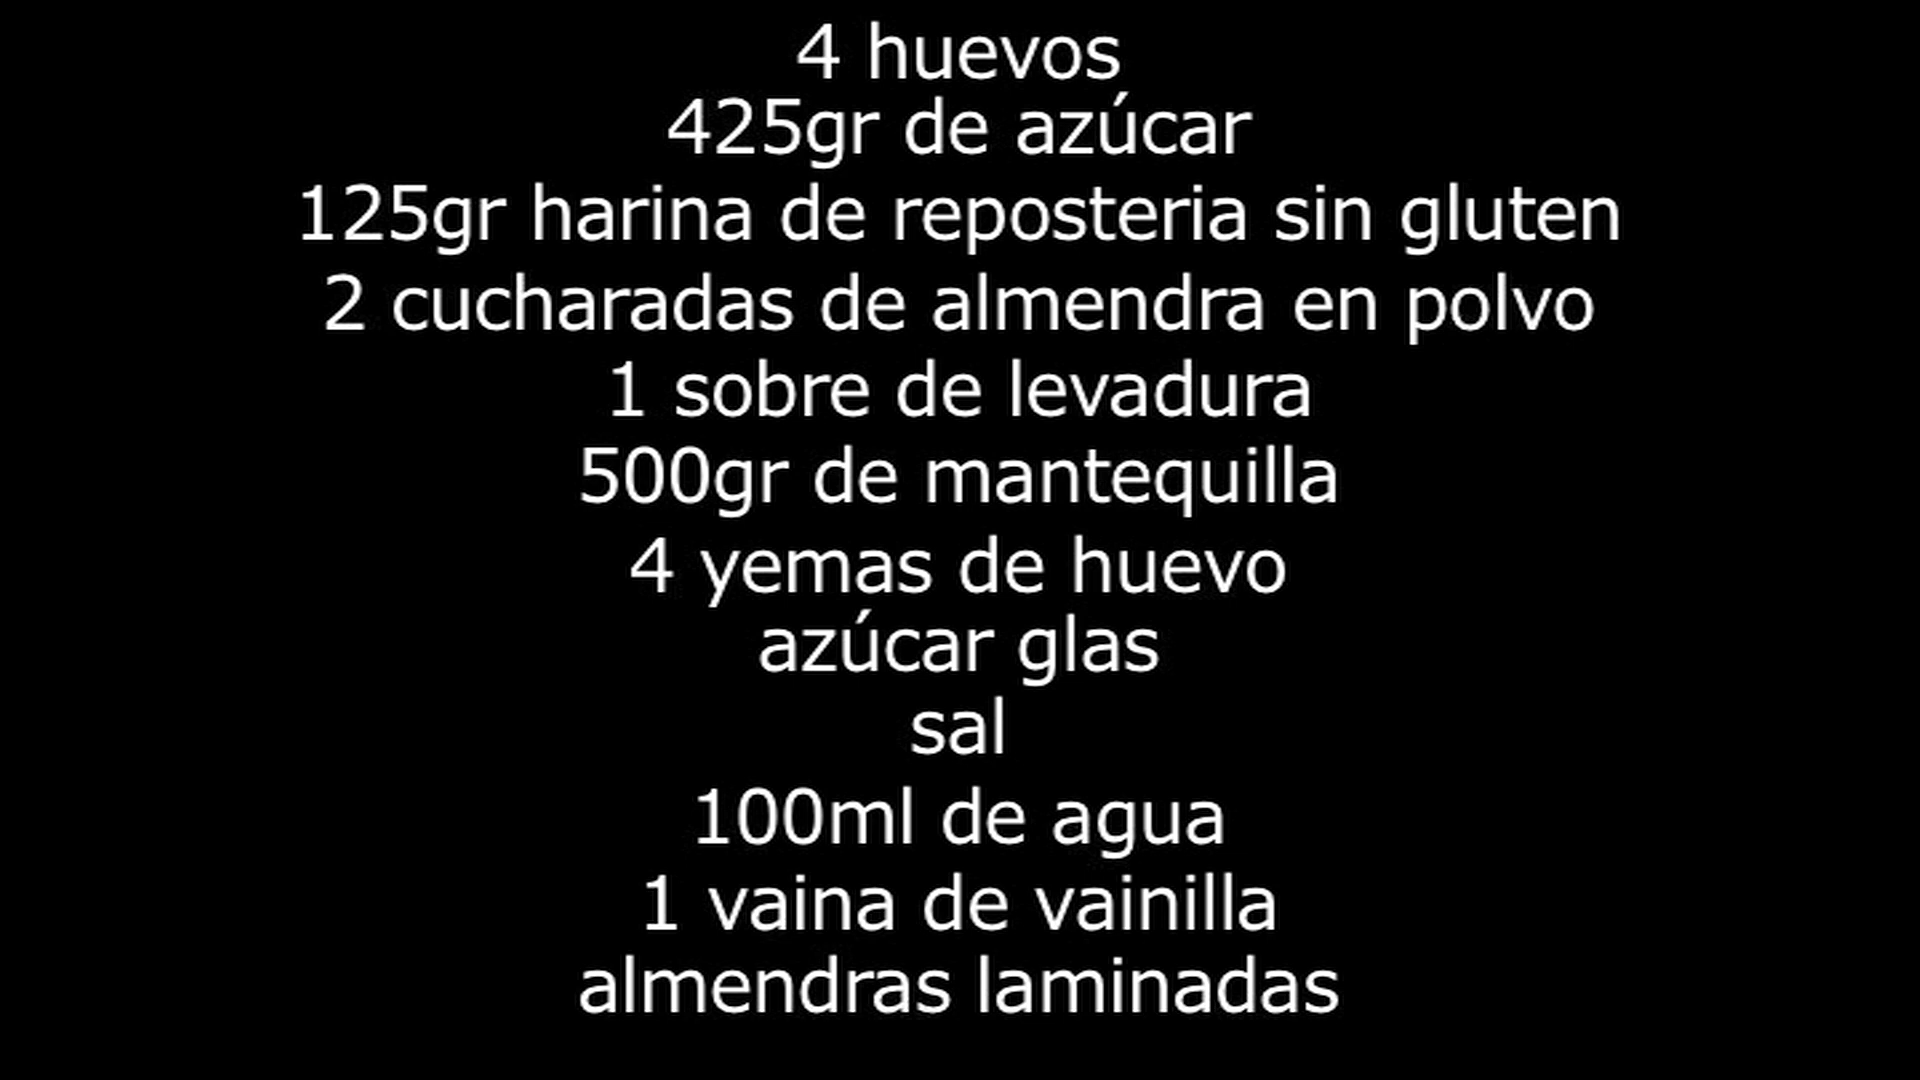 4 huevos
425gr de azúcar
125gr harina de reposteria sin gluten
2 cucharadas de almendra en polvo
1 sobre de levadura
500gr de mantequilla
4 yemas de huevo
azúcar glas
sal
100ml de agua
1 vaina de vainilla
almendras laminadas